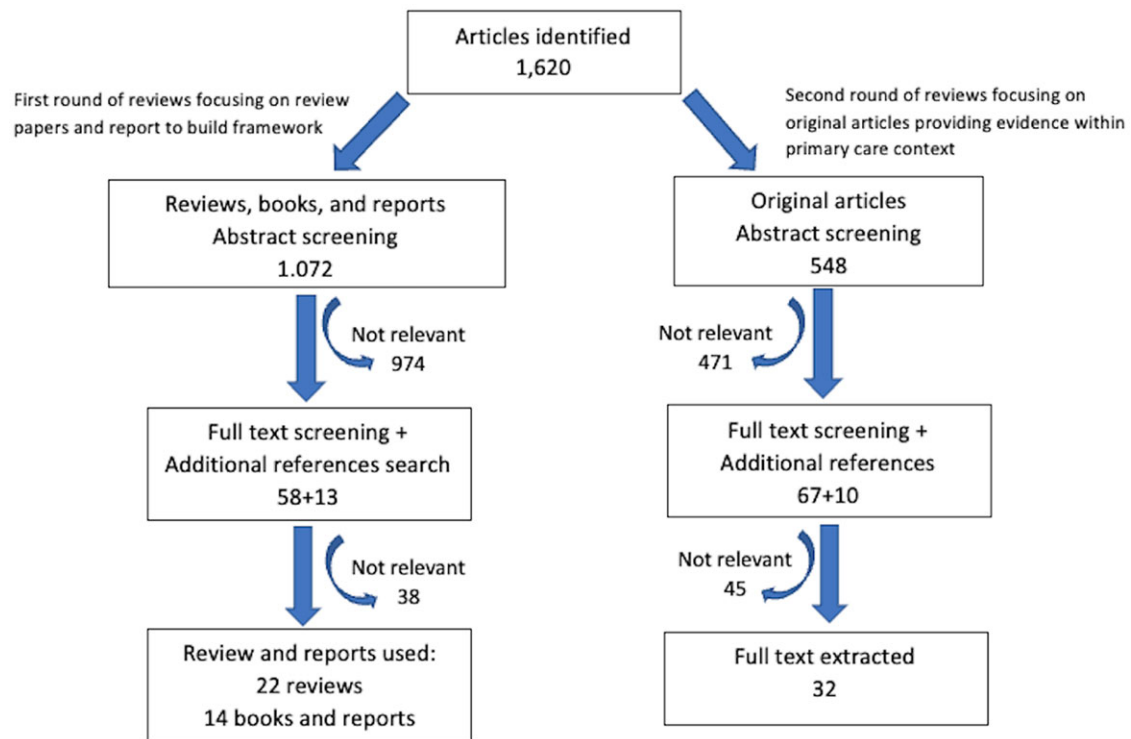 Articles identified
1,620
First round of reviews focusing on review
papers and report to build framework
Second round of reviews focusing on
original articles providing evidence within
primary care context
Reviews, books, and reports
Abstract screening
1.072
Original articles
Abstract screening
548
Not relevant
974
Not relevant
471
Full text screening +
Additional references search
58+13
Full text screening +
Additional references
67+10
Not relevant
38
Not relevant
45
Review and reports used:
22 reviews
14 books and reports
Full text extracted
32